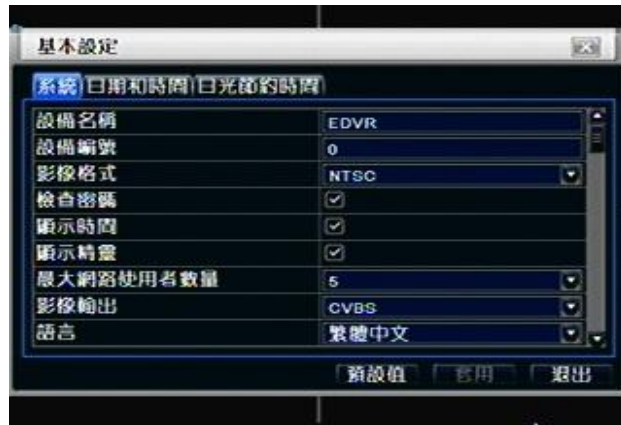 基本設定
系統 日期和時間 日光節約時間
設備名稱 EDVR
設備編號 0
影像格式 NTSC
檢查密碼
顯示時間
顯示精靈
最大網路使用者數量 5
影像輸出 CVBS
語言 繁體中文
預設值 套用 退出